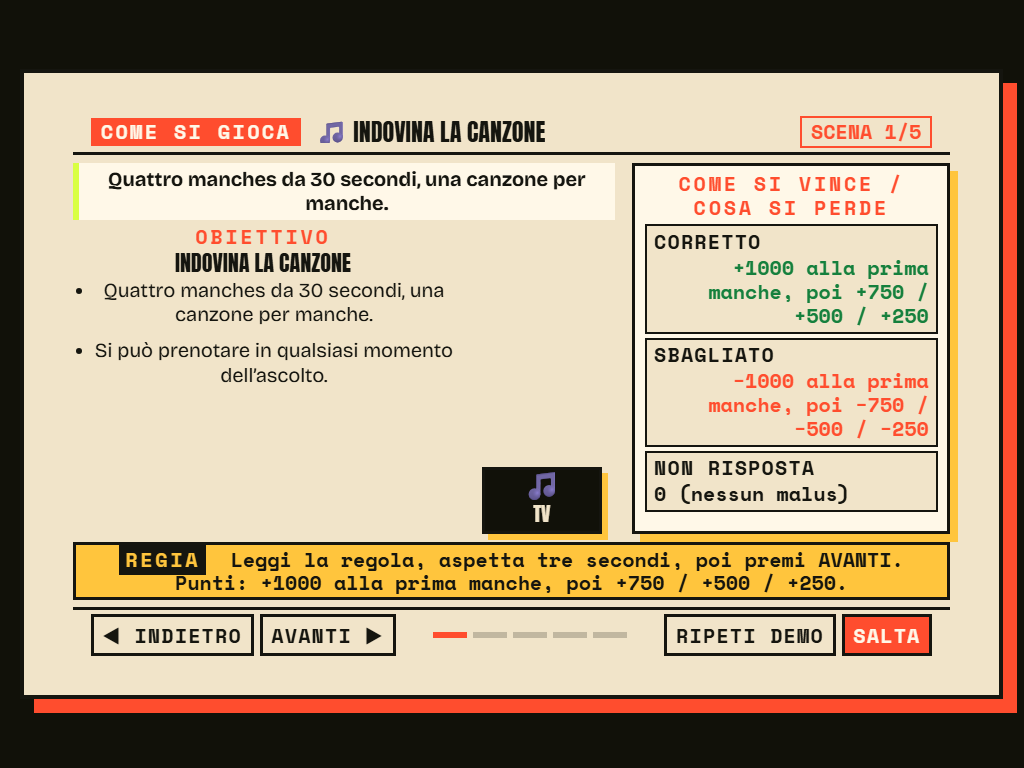 COME SI GIOCA
INDOVINA LA CANZONE
SCENA 1/5
Quattro manches da 30 secondi, una canzone per
manche.
OBIETTIVO
INDOVINA LA CANZONE
• Quattro manches da 30 secondi, una
canzone per manche.
• Si può prenotare in qualsiasi momento
dell'ascolto.
TV
COME SI VINCE /
COSA SI PERDE
CORRETTO
+1000 alla prima
manche, poi +750 /
+500 / +250
SBAGLIATO
-1000 alla prima
manche, poi -750 /
-500 / -250
NON RISPOSTA
0 (nessun malus)
REGIA Leggi la regola, aspetta tre secondi, poi premi AVANTI.
Punti: +1000 alla prima manche, poi +750 / +500 / +250.
◀ INDIETRO
AVANTI ▶
RIPETI DEMO
SALTA